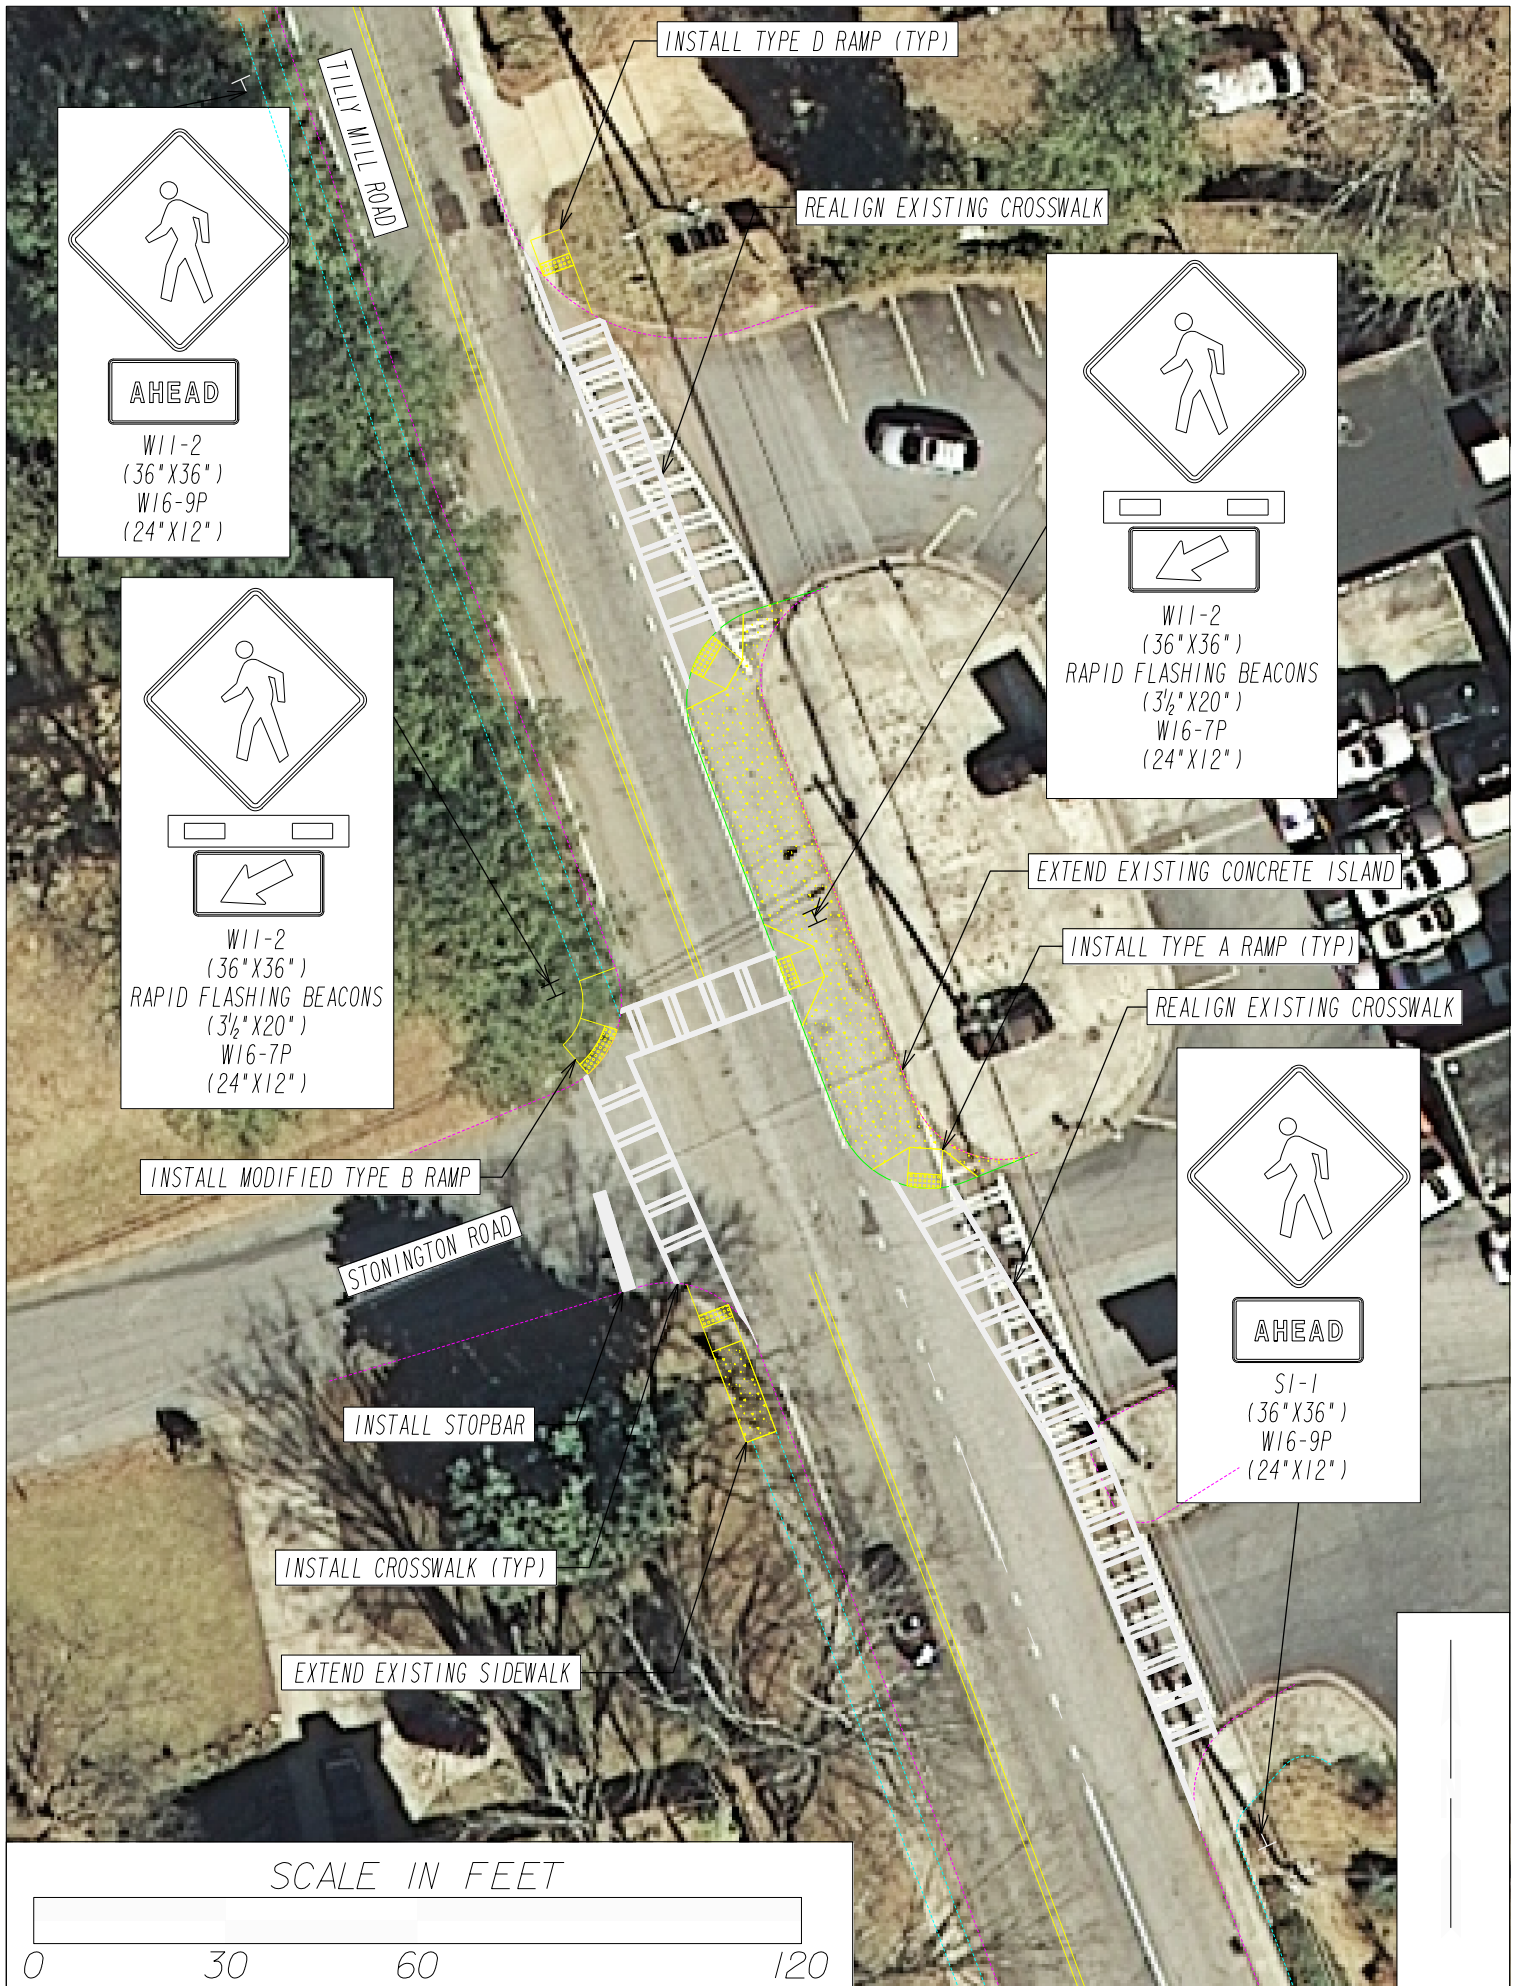 INSTALL TYPE D RAMP (TYP)
TILLY MILL ROAD
REALIGN EXISTING CROSSWALK
AHEAD
W11-2
(36"X36")
W16-9P
(24"X12")
W11-2
(36"X36")
RAPID FLASHING BEACONS
(3½"X20")
W16-7P
(24"X12")
W11-2
(36"X36")
RAPID FLASHING BEACONS
(3½"X20")
W16-7P
(24"X12")
EXTEND EXISTING CONCRETE ISLAND
INSTALL TYPE A RAMP (TYP)
REALIGN EXISTING CROSSWALK
INSTALL MODIFIED TYPE B RAMP
STONINGTON ROAD
AHEAD
S1-1
(36"X36")
W16-9P
(24"X12")
INSTALL STOPBAR
INSTALL CROSSWALK (TYP)
EXTEND EXISTING SIDEWALK
SCALE IN FEET
0 30 60 120